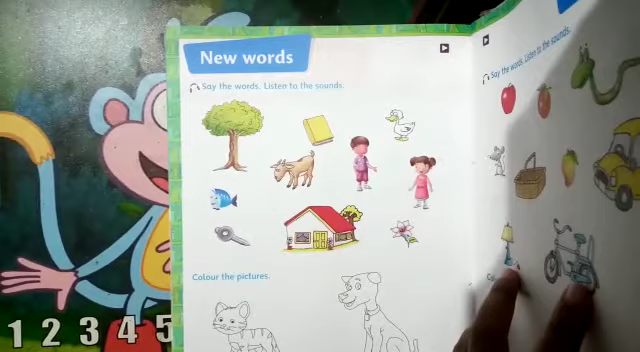 New words
Say the words. Listen to the sounds.
Colour the pictures.
Say the words. Listen to the sounds.
1 2 3 4 5